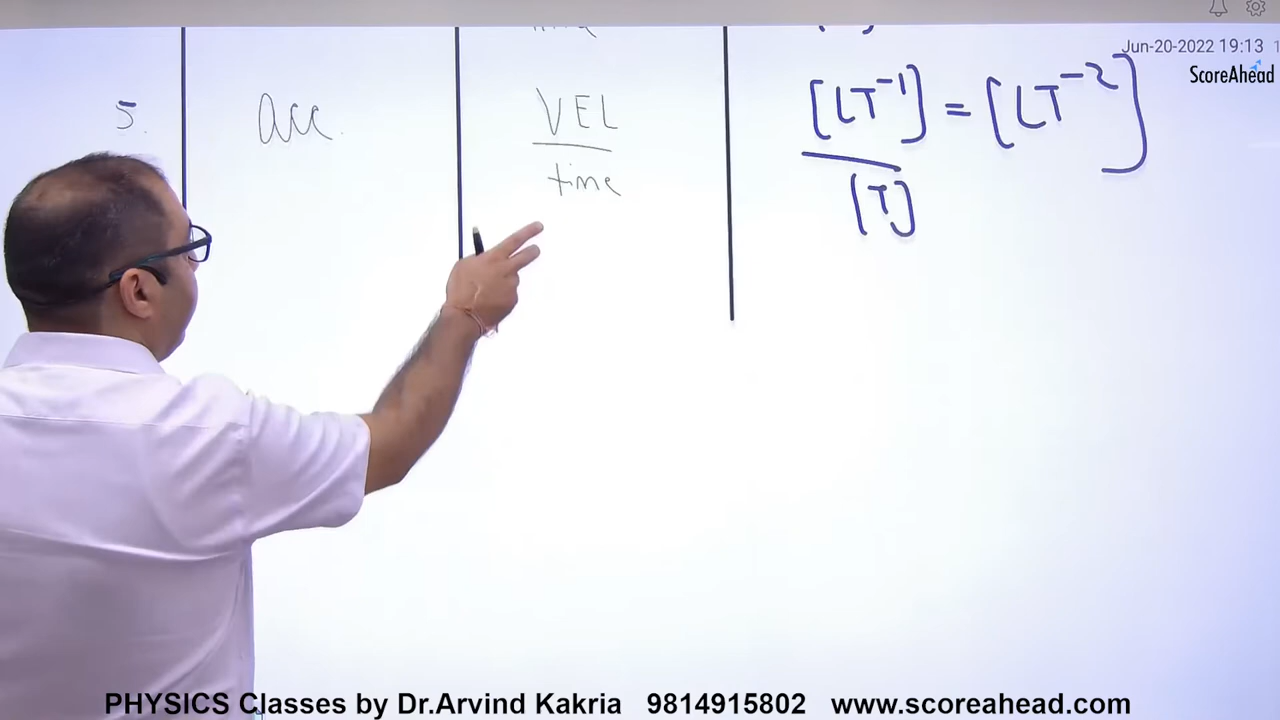 Jun-20-2022 19:13
ScoreAhead
5. acc. VEL [LT⁻¹] = [LT⁻²]
time [T]
PHYSICS Classes by Dr.Arvind Kakria 9814915802 www.scoreahead.com